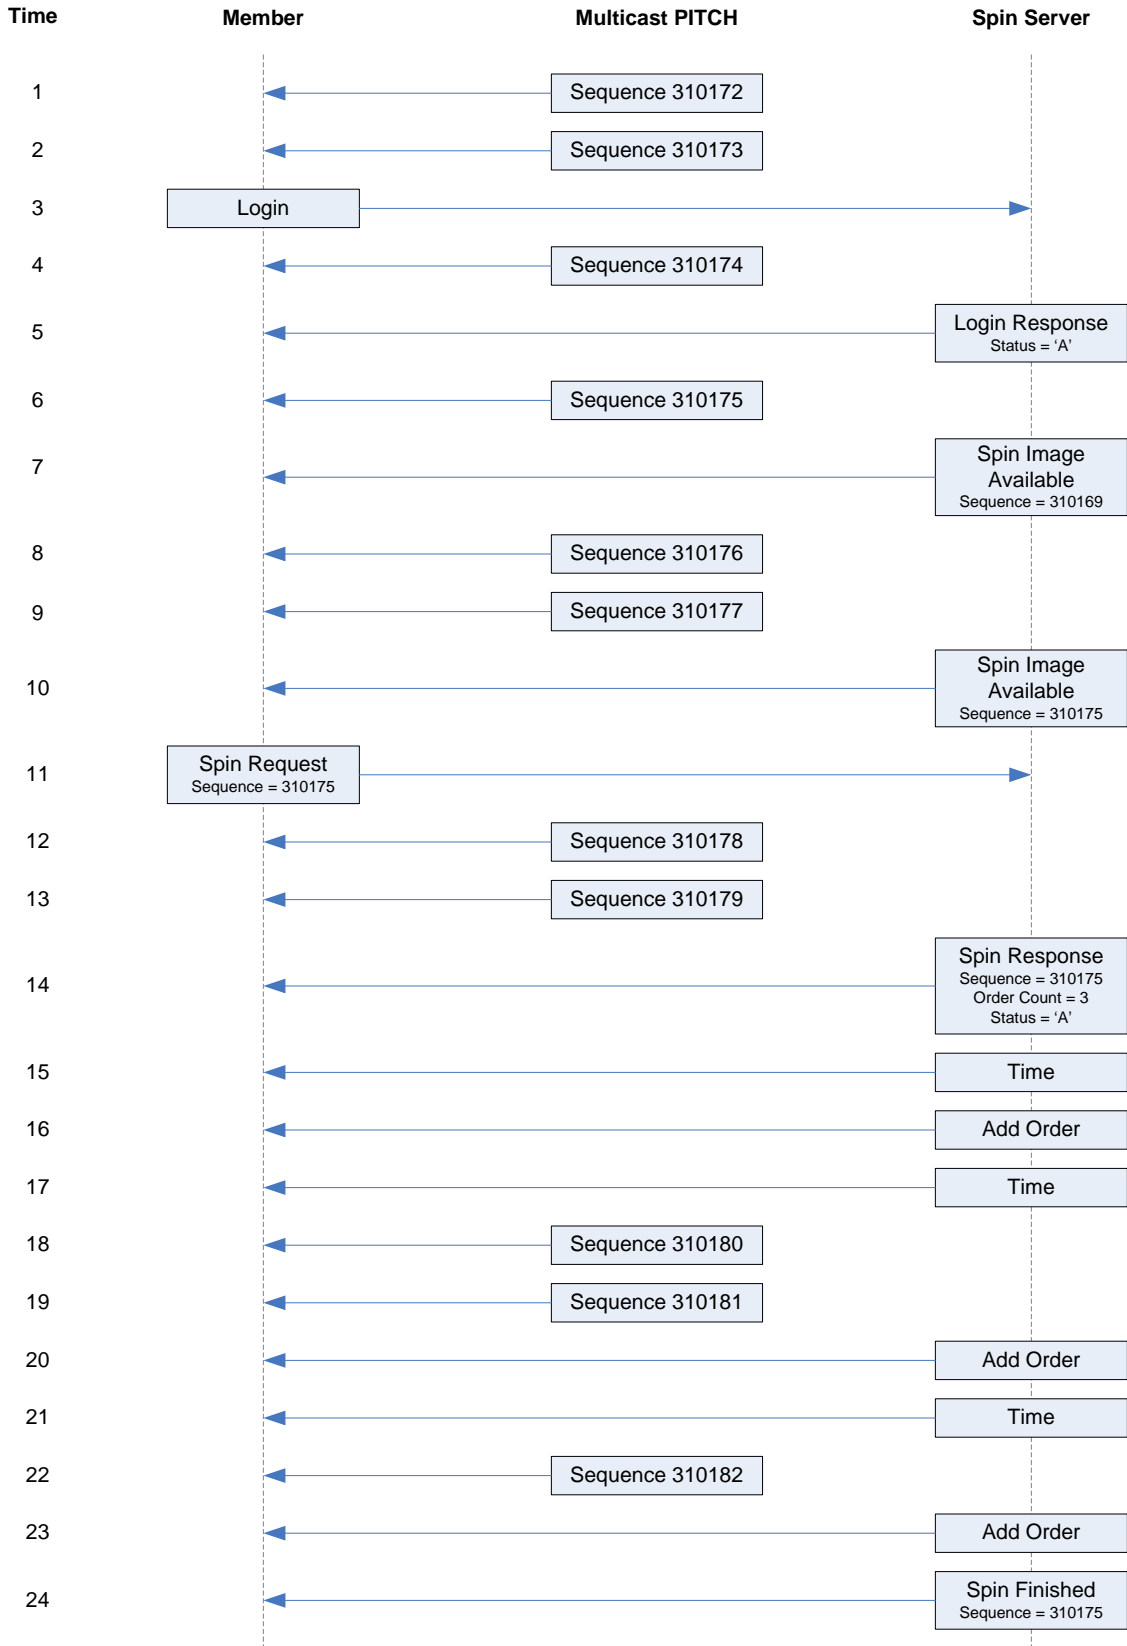 Time Member Multicast PITCH Spin Server
1 Sequence 310172
2 Sequence 310173
3 Login
4 Sequence 310174
5 Login Response
Status = ‘A’
6 Sequence 310175
7 Spin Image
Available
Sequence = 310169
8 Sequence 310176
9 Sequence 310177
10 Spin Image
Available
Sequence = 310175
11 Spin Request
Sequence = 310175
12 Sequence 310178
13 Sequence 310179
14 Spin Response
Sequence = 310175
Order Count = 3
Status = ‘A’
15 Time
16 Add Order
17 Time
18 Sequence 310180
19 Sequence 310181
20 Add Order
21 Time
22 Sequence 310182
23 Add Order
24 Spin Finished
Sequence = 310175